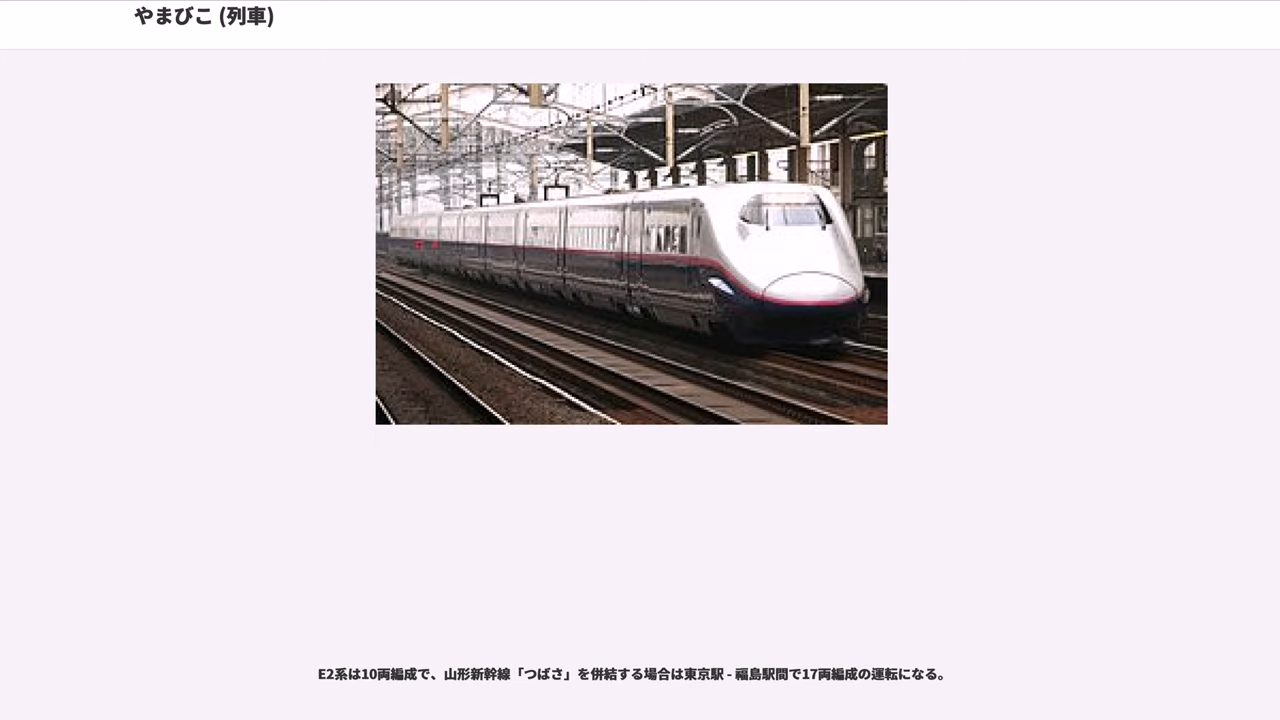 やまびこ (列車)
E2系は10両編成で、山形新幹線「つばさ」を併結する場合は東京駅 - 福島駅間で17両編成の運転になる。